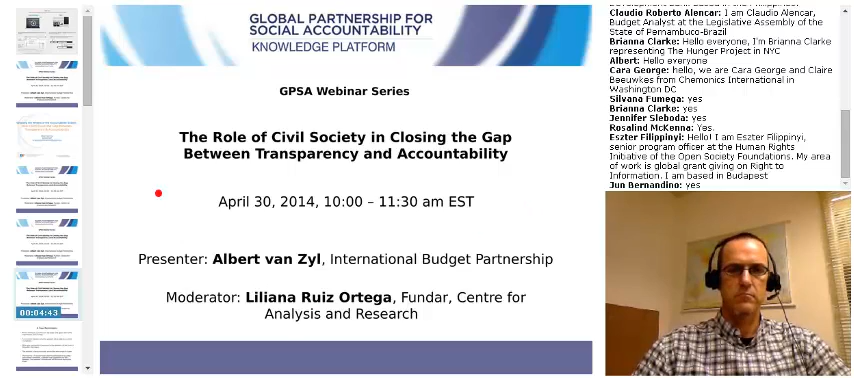 GLOBAL PARTNERSHIP FOR
SOCIAL ACCOUNTABILITY
KNOWLEDGE PLATFORM
GPSA Webinar Series
The Role of Civil Society in Closing the Gap
Between Transparency and Accountability
April 30, 2014, 10:00 – 11:30 am EST
Presenter: Albert van Zyl, International Budget Partnership
Moderator: Liliana Ruiz Ortega, Fundar, Centre for
Analysis and Research
00:04:43
Claudio Roberto Alencar: I am Claudio Alencar,
Budget Analyst at the Legislative Assembly of the
State of Pernambuco-Brazil
Brianna Clarke: Hello everyone, I'm Brianna Clarke
representing The Hunger Project in NYC
Albert: Hello everyone
Cara George: hello, we are Cara George and Claire
Beeuwkes from Chemonics International in
Washington DC
Silvana Fumega: yes
Brianna Clarke: yes
Jennifer Sleboda: yes
Rosalind McKenna: Yes.
Eszter Filippinyi: Hello! I am Eszter Filippinyi,
senior program officer at the Human Rights
Initiative of the Open Society Foundations. My area
of work is global grant giving on Right to
Information. I am based in Budapest
Jun Bernandino: yes